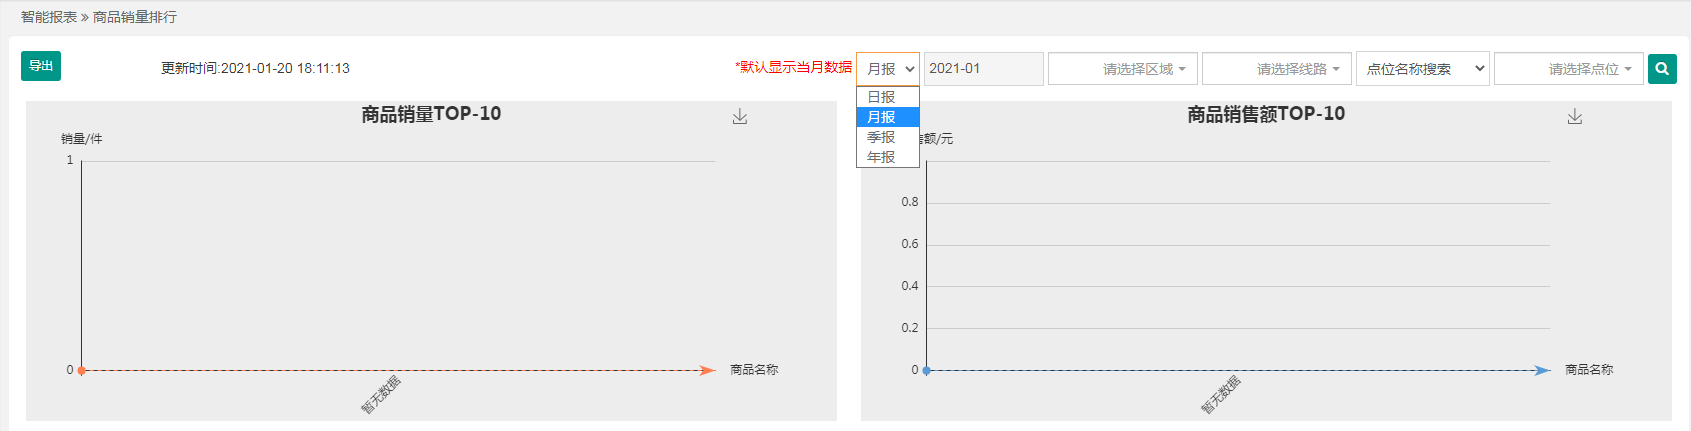 智能报表 » 商品销量排行
导出
更新时间:2021-01-20 18:11:13
*默认显示当月数据
月报
2021-01
请选择区域
请选择线路
点位名称搜索
请选择点位
日报
月报
季报
年报
商品销量TOP-10
销量/件
1
0
暂无数据
商品名称
商品销售额TOP-10
售额/元
0.8
0.6
0.4
0.2
0
暂无数据
商品名称